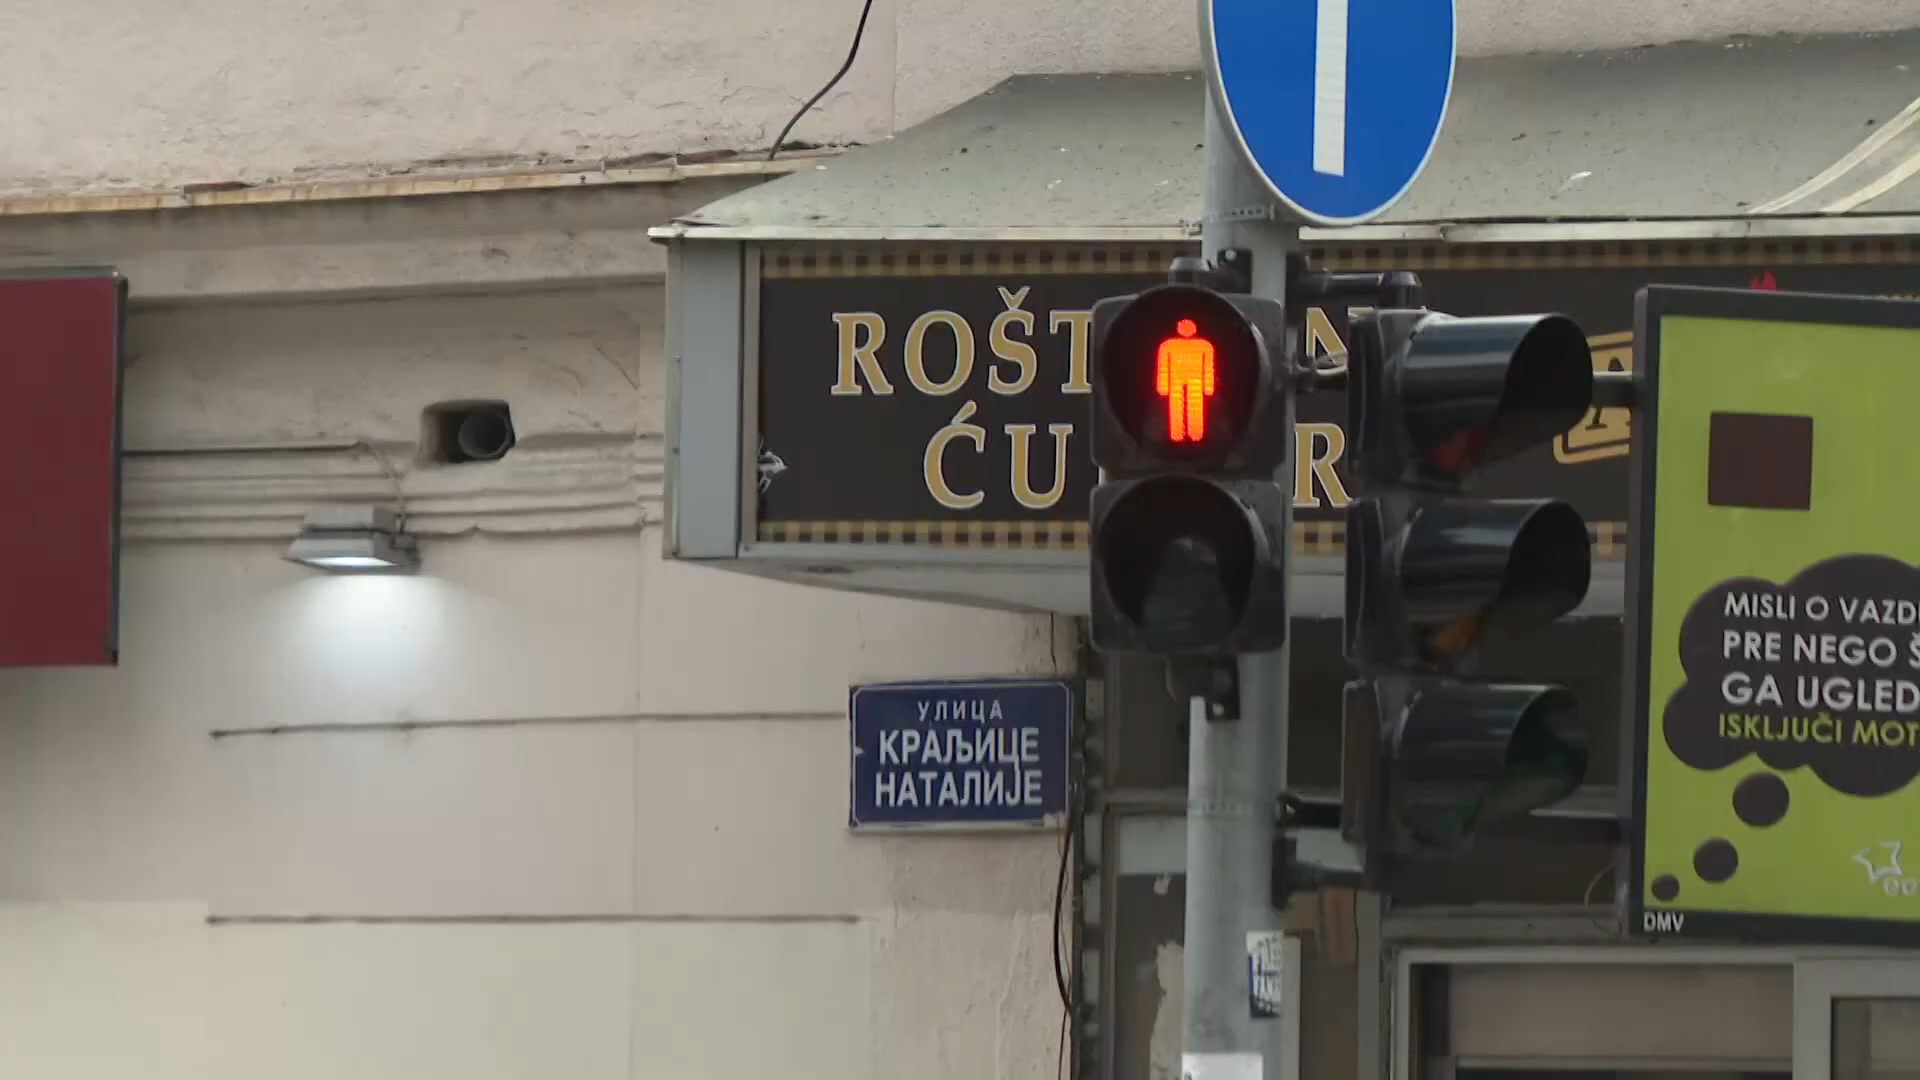 ROŠT
ĆU R
УЛИЦА
КРАЉИЦЕ
НАТАЛИЈЕ
MISLI O VAZD
PRE NEGO Š
GA UGLED
ISKLJUČI MOT
DMV